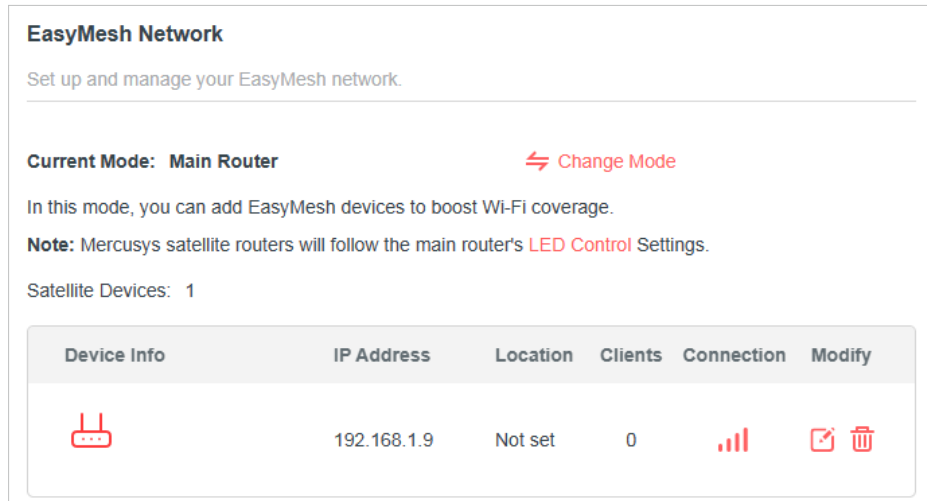 EasyMesh Network
Set up and manage your EasyMesh network.
Current Mode: Main Router
Change Mode
In this mode, you can add EasyMesh devices to boost Wi-Fi coverage.
Note: Mercusys satellite routers will follow the main router's LED Control Settings.
Satellite Devices: 1
Device Info IP Address Location Clients Connection Modify
192.168.1.9 Not set 0